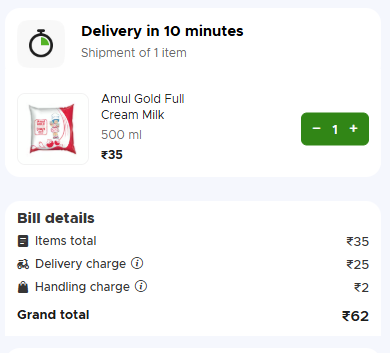 Delivery in 10 minutes
Shipment of 1 item
Amul Gold Full
Cream Milk
500 ml
₹35
− 1 +
Bill details
Items total ₹35
Delivery charge ₹25
Handling charge ₹2
Grand total ₹62